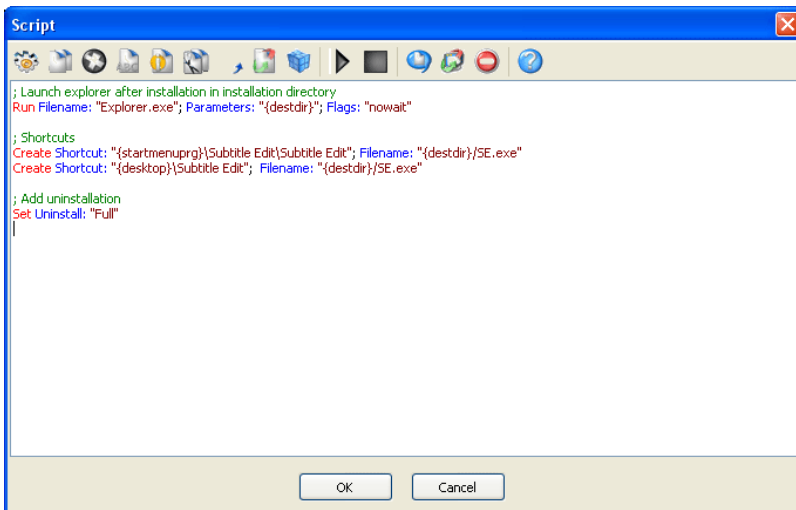 Script
; Launch explorer after installation in installation directory
Run Filename: "Explorer.exe"; Parameters: "{destdir}"; Flags: "nowait"
; Shortcuts
Create Shortcut: "{startmenuprg}\Subtitle Edit\Subtitle Edit"; Filename: "{destdir}/SE.exe"
Create Shortcut: "{desktop}\Subtitle Edit";  Filename: "{destdir}/SE.exe"
; Add uninstallation
Set Uninstall: "Full"
OK
Cancel